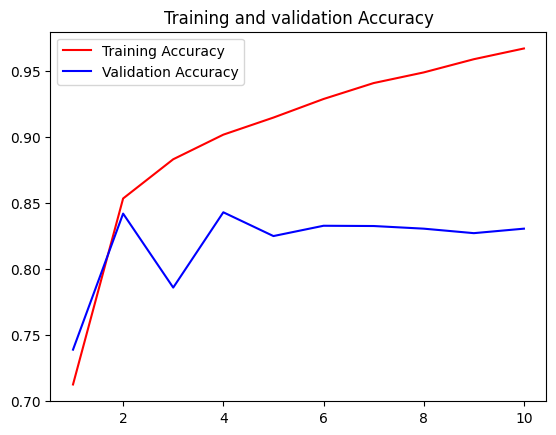 Training and validation Accuracy
Training Accuracy
Validation Accuracy
0.95
0.90
0.85
0.80
0.75
0.70
2 4 6 8 10